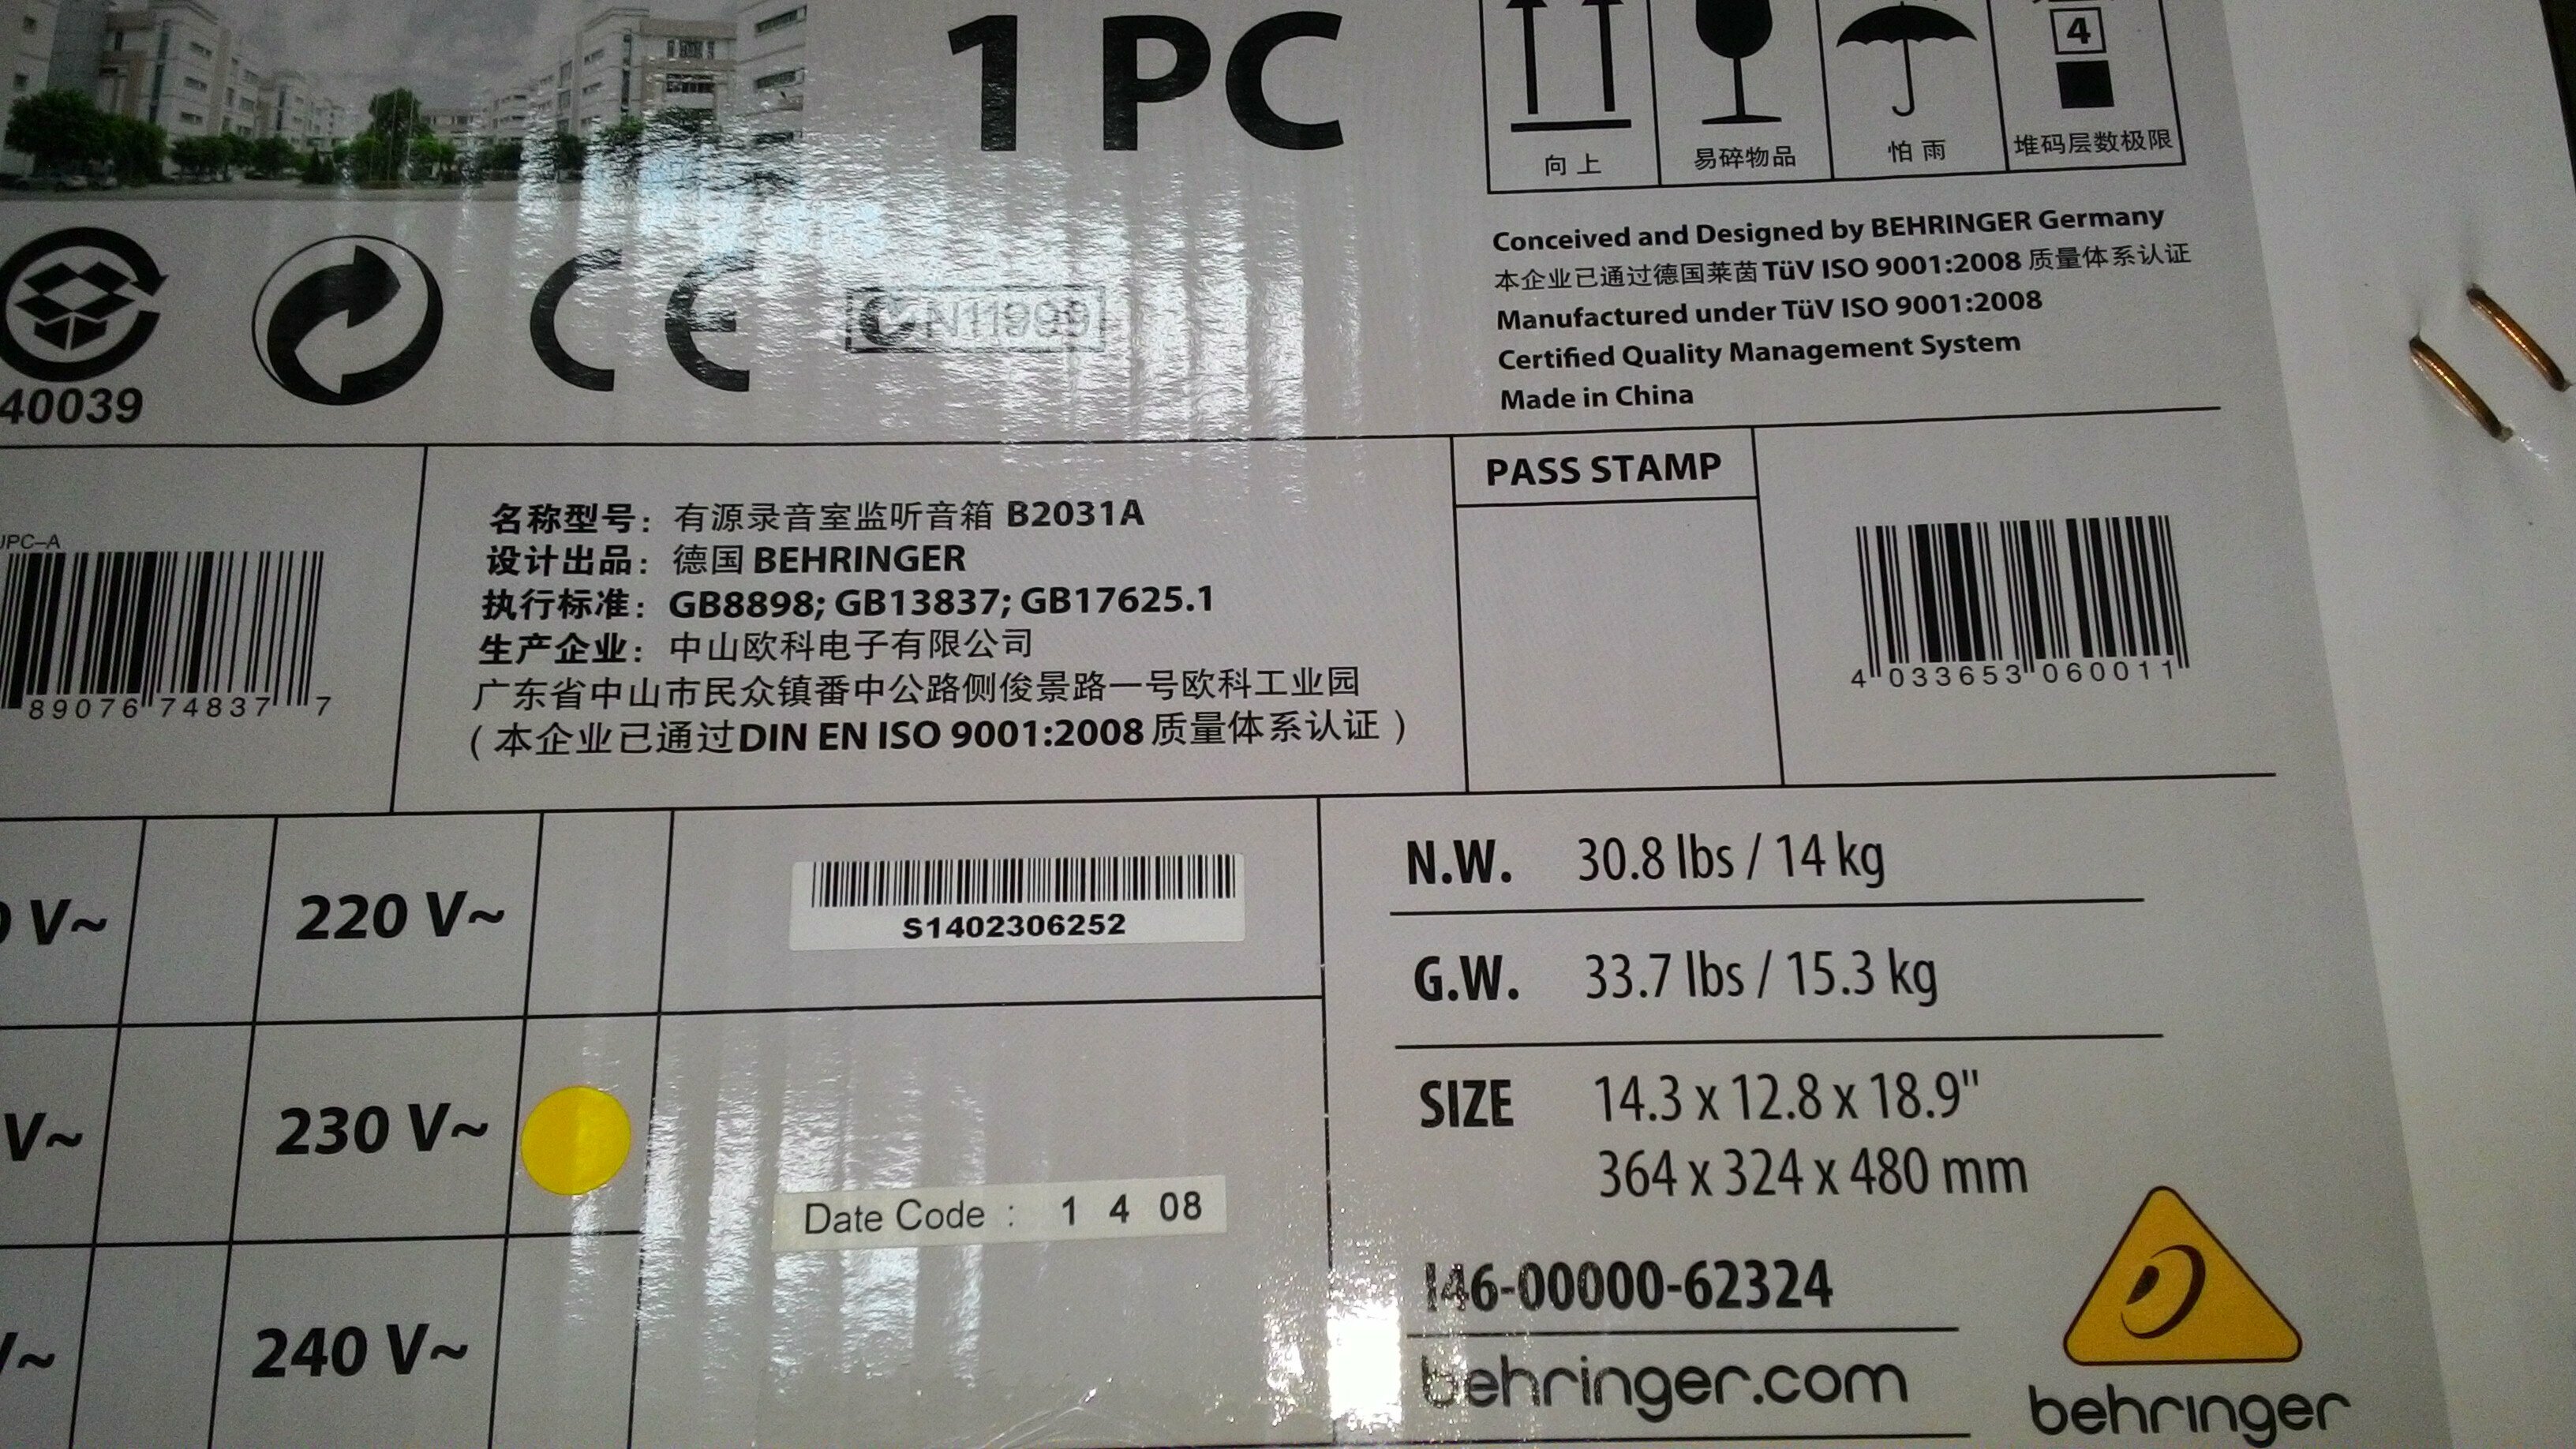 1 PC
4
向上
易碎物品
怕雨
堆码层数极限
Conceived and Designed by BEHRINGER Germany
本企业已通过德国莱茵 TüV ISO 9001:2008 质量体系认证
Manufactured under TüV ISO 9001:2008
Certified Quality Management System
Made in China
40039
CE
N11999
PASS STAMP
名称型号: 有源录音室监听音箱 B2031A
设计出品: 德国 BEHRINGER
执行标准: GB8898; GB13837; GB17625.1
生产企业: 中山欧科电子有限公司
广东省中山市民众镇番中公路侧俊景路一号欧科工业园
(本企业已通过DIN EN ISO 9001:2008 质量体系认证)
UPC-A
89076 74837 7
4 033653 060011
V~
220 V~
S1402306252
N.W. 30.8 lbs / 14 kg
G.W. 33.7 lbs / 15.3 kg
V~
230 V~
Date Code : 1 4 08
SIZE 14.3 x 12.8 x 18.9"
364 x 324 x 480 mm
V~
240 V~
146-00000-62324
behringer.com
behringer